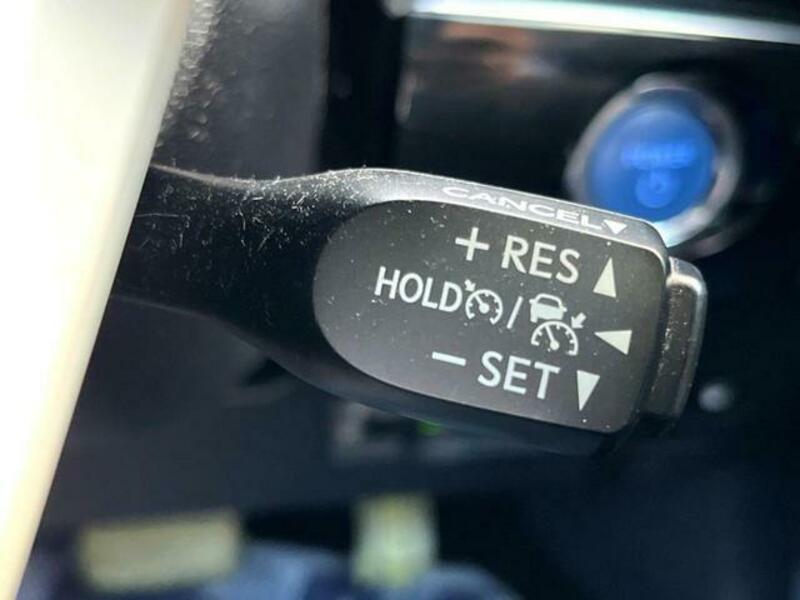 CANCEL▼
+ RES ▲
HOLD / ◀
− SET ▼